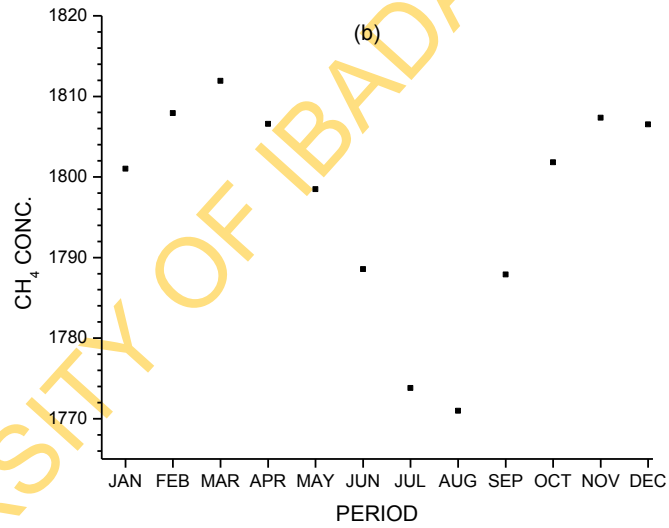 (b)
1820
1810
1800
1790
1780
1770
CH₄ CONC.
JAN FEB MAR APR MAY JUN JUL AUG SEP OCT NOV DEC
PERIOD
RSITY OF IBADA